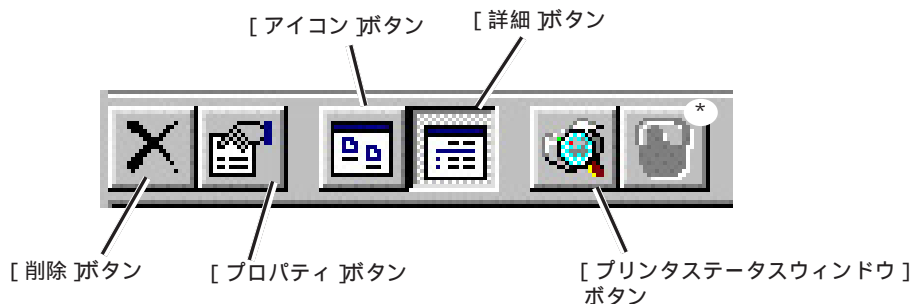 [ アイコン ]ボタン
[ 詳細 ]ボタン
*
[ 削除 ]ボタン
[ プロパティ ]ボタン
[ プリンタステータスウィンドウ ]
ボタン